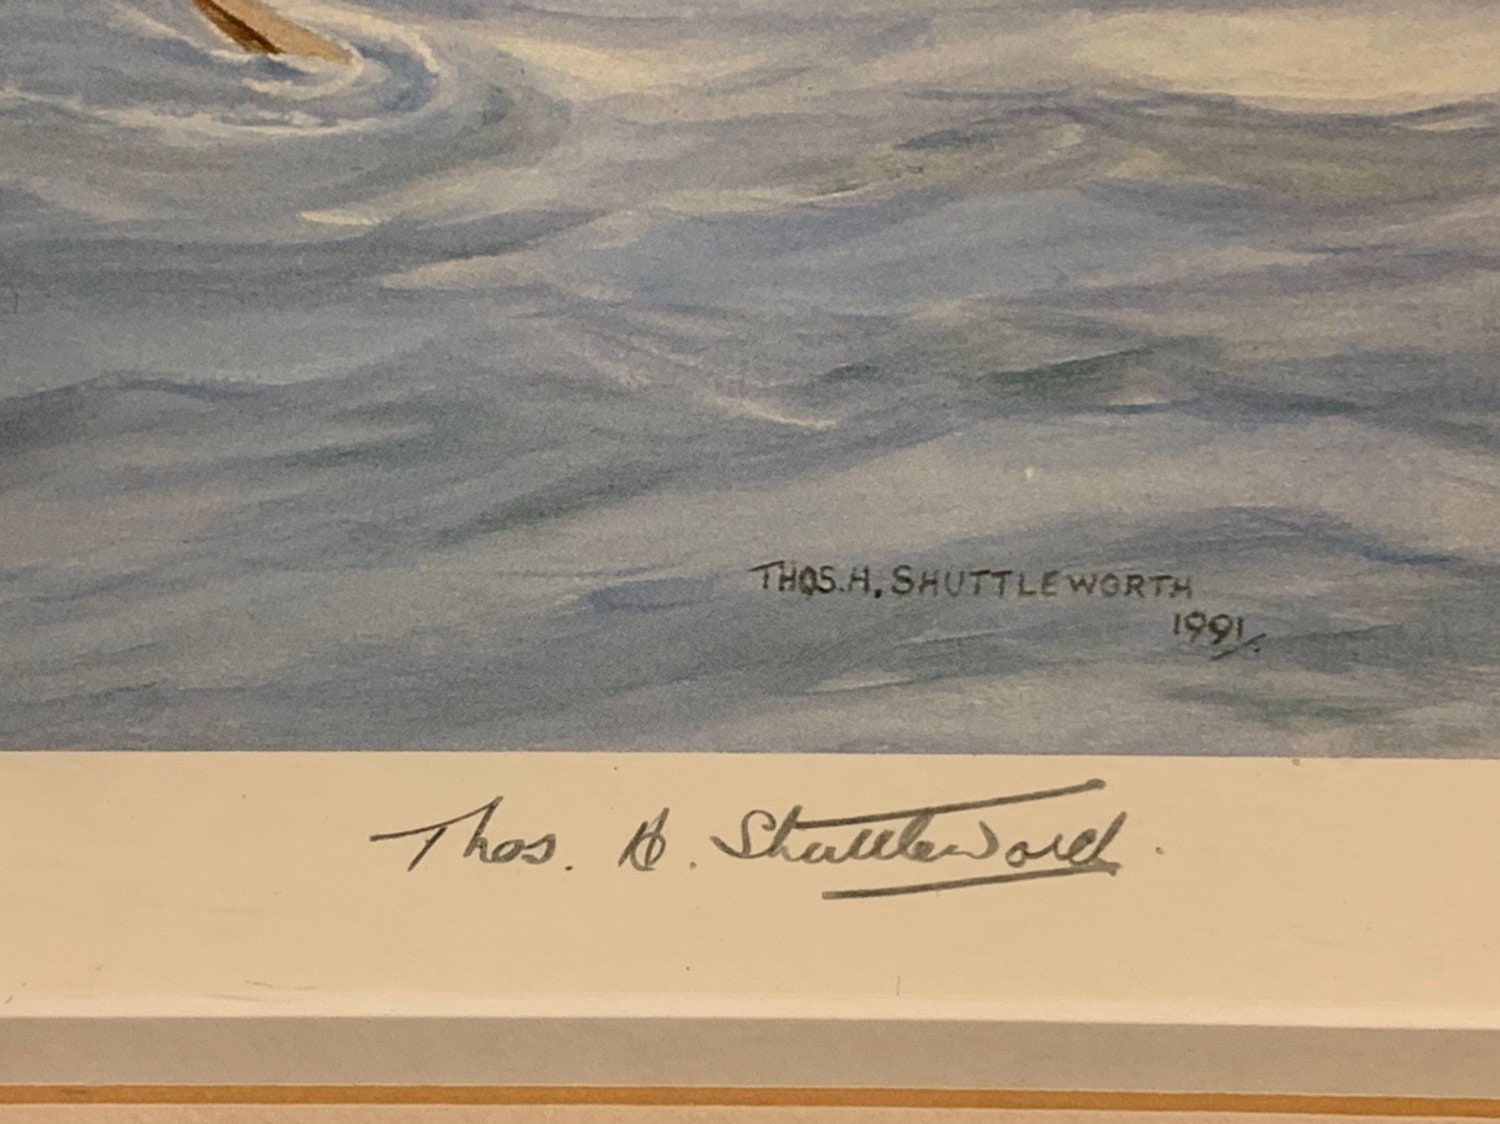 THOS. H. SHUTTLEWORTH
1991/.
Thos. H. Shuttleworth.